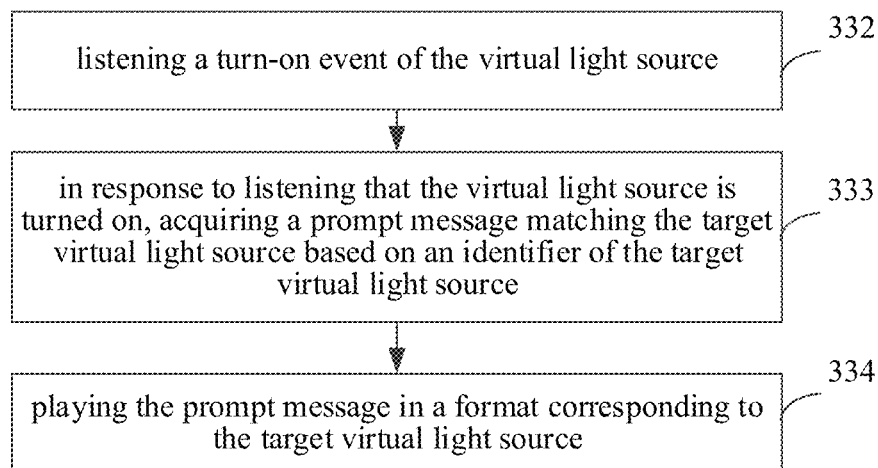 332
listening a turn-on event of the virtual light source
333
in response to listening that the virtual light source is
turned on, acquiring a prompt message matching the target
virtual light source based on an identifier of the target
virtual light source
334
playing the prompt message in a format corresponding to
the target virtual light source